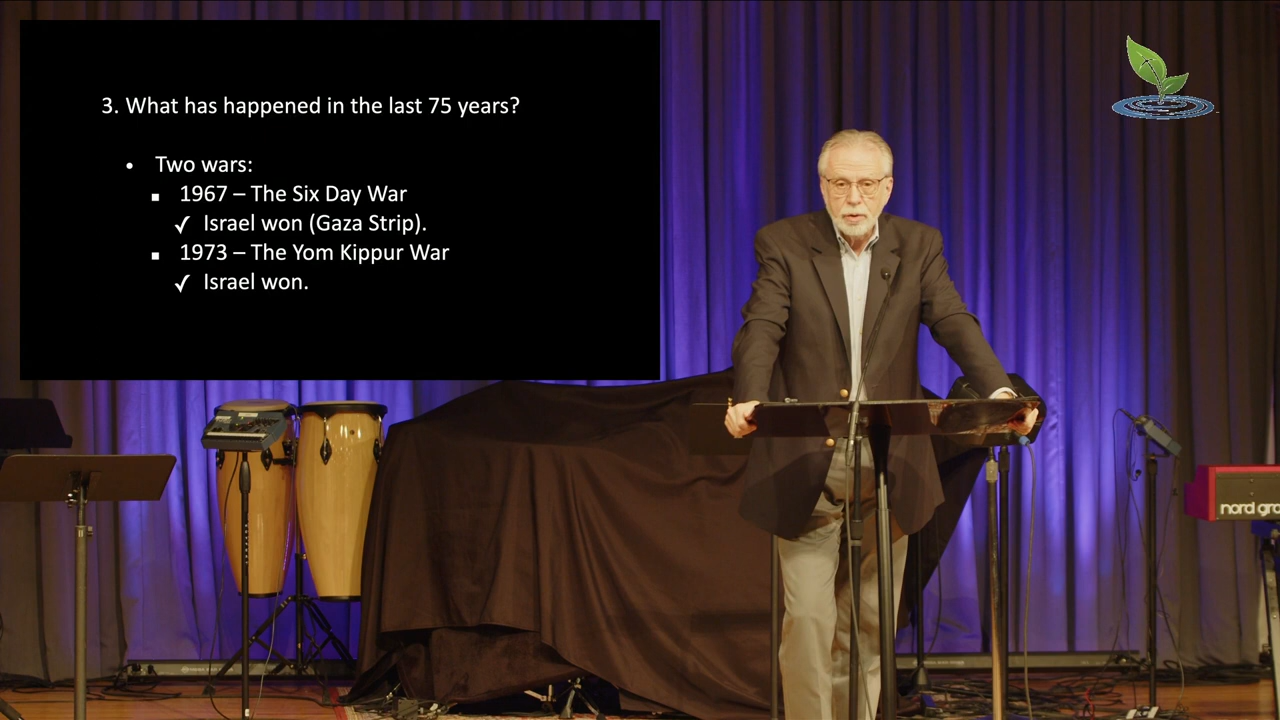 3. What has happened in the last 75 years?
• Two wars:
▪ 1967 – The Six Day War
✓ Israel won (Gaza Strip).
▪ 1973 – The Yom Kippur War
✓ Israel won.
nord gr